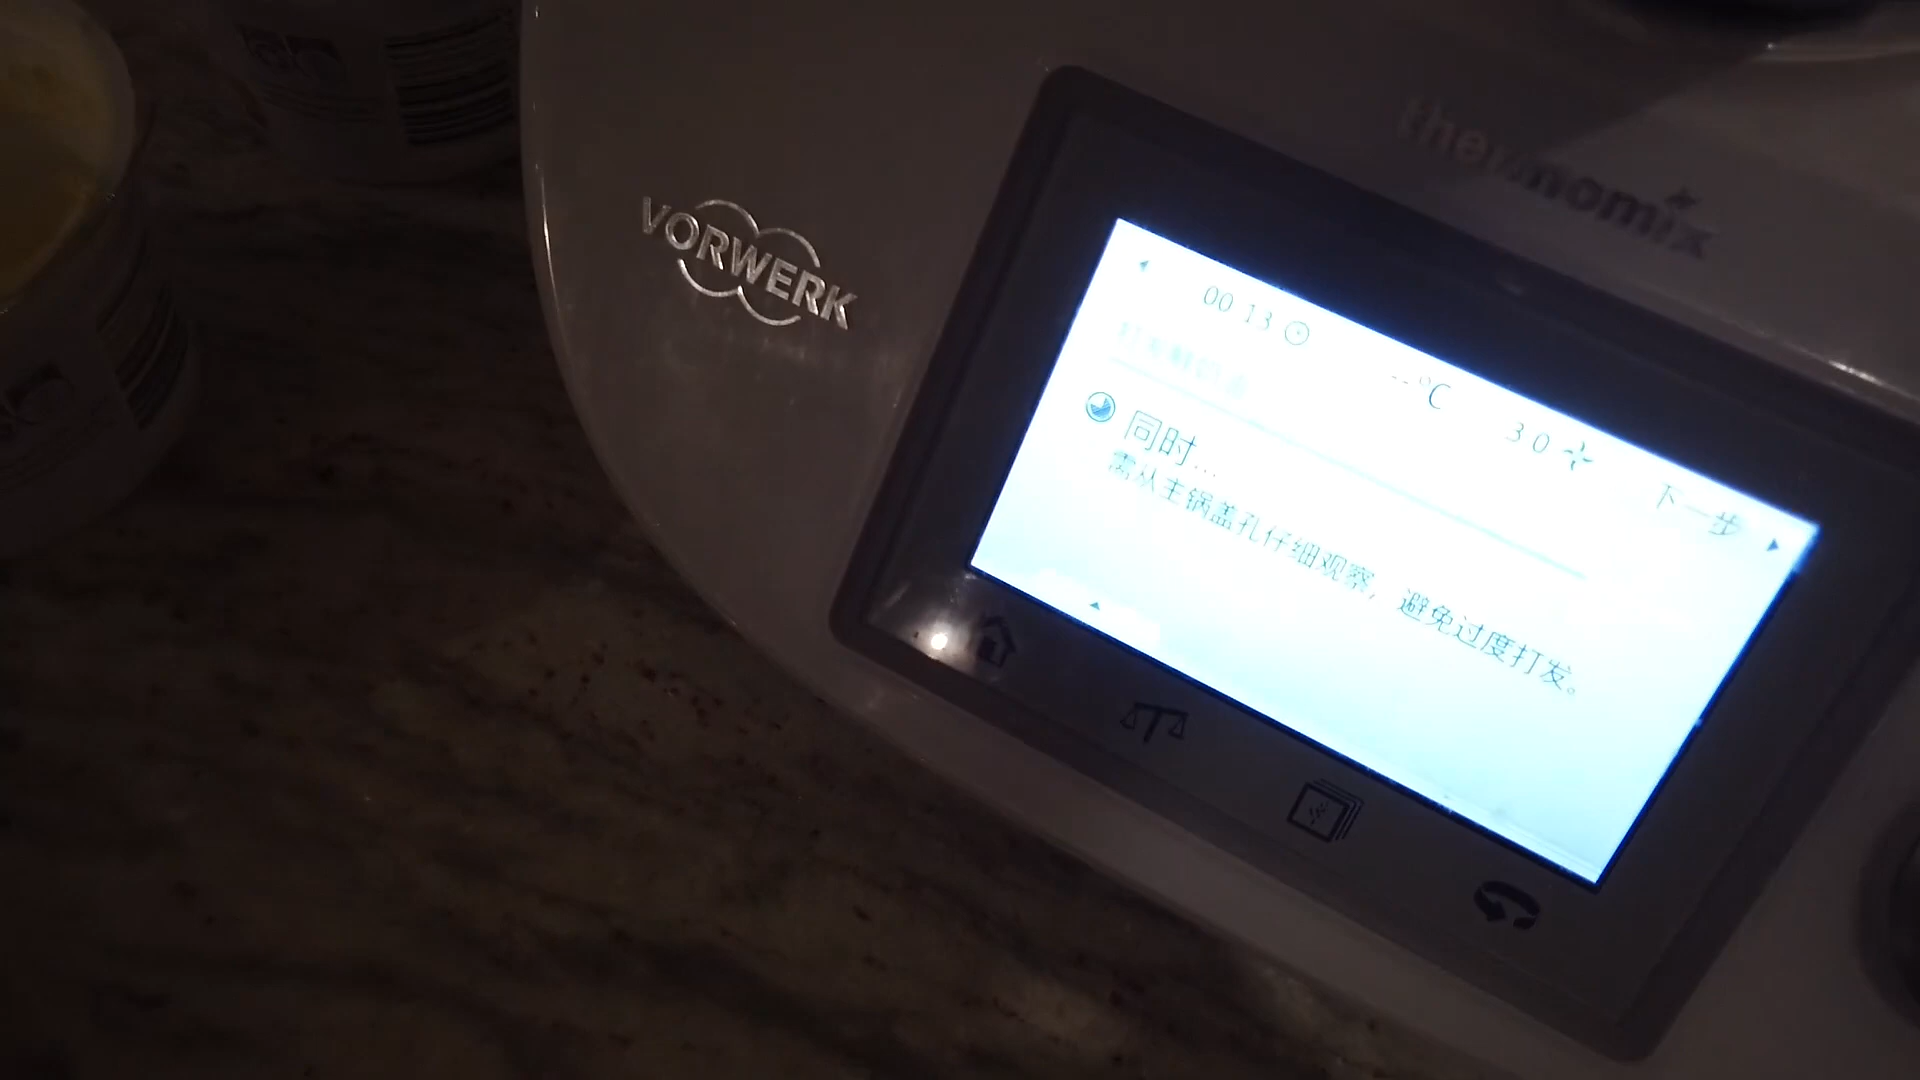 VORWERK
thermomix
00 13
--°C
30
下一步
同时...
需从主锅盖孔仔细观察，避免过度打发。